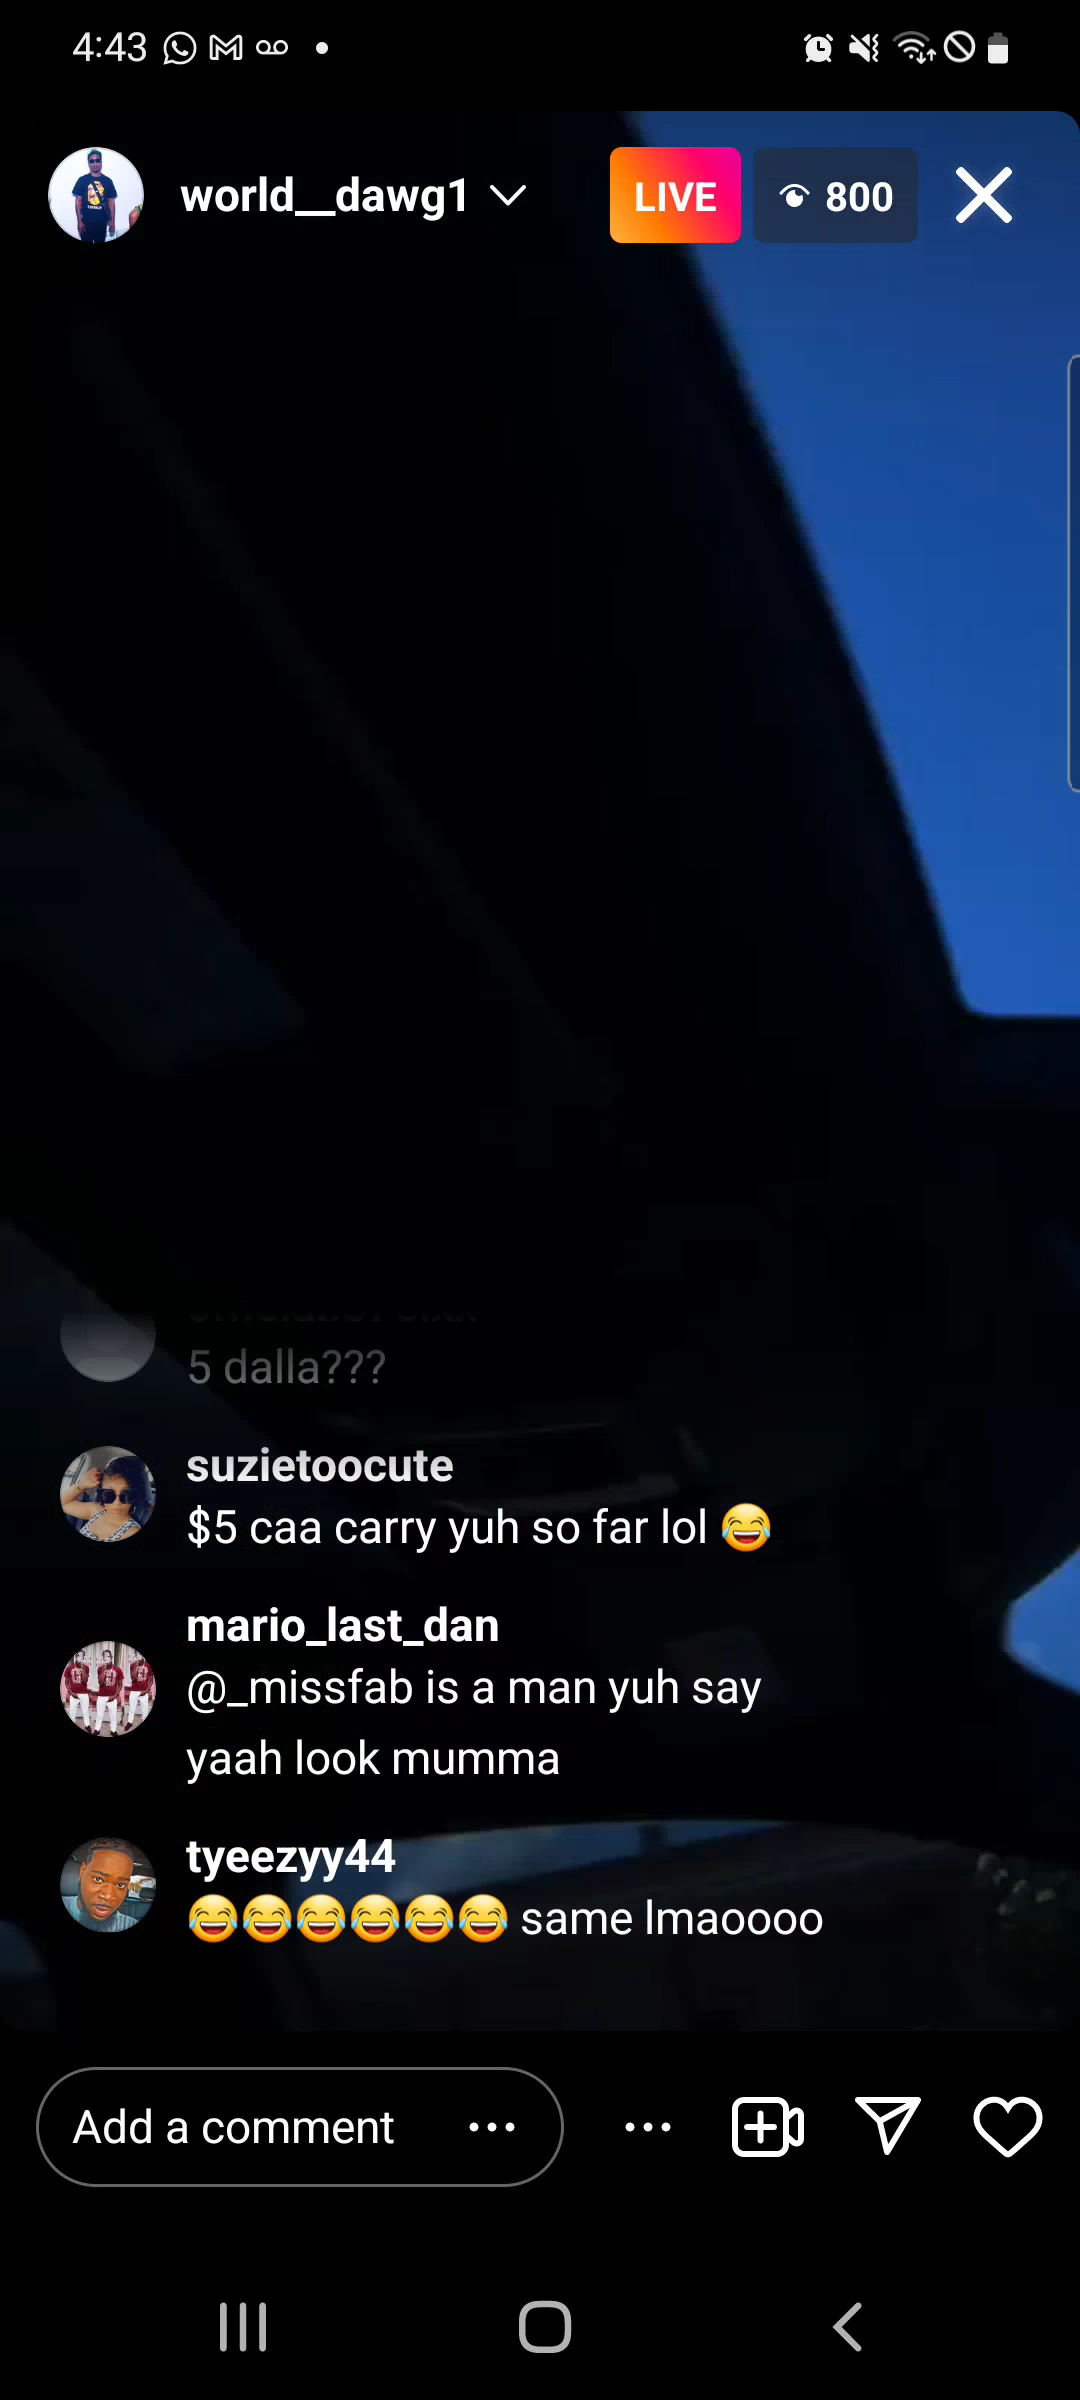 4:43
world__dawg1
LIVE
800
5 dalla???
suzietoocute
$5 caa carry yuh so far lol 😂
mario_last_dan
@_missfab is a man yuh say
yaah look mumma
tyeezyy44
😂😂😂😂😂😂 same lmaoooo
Add a comment